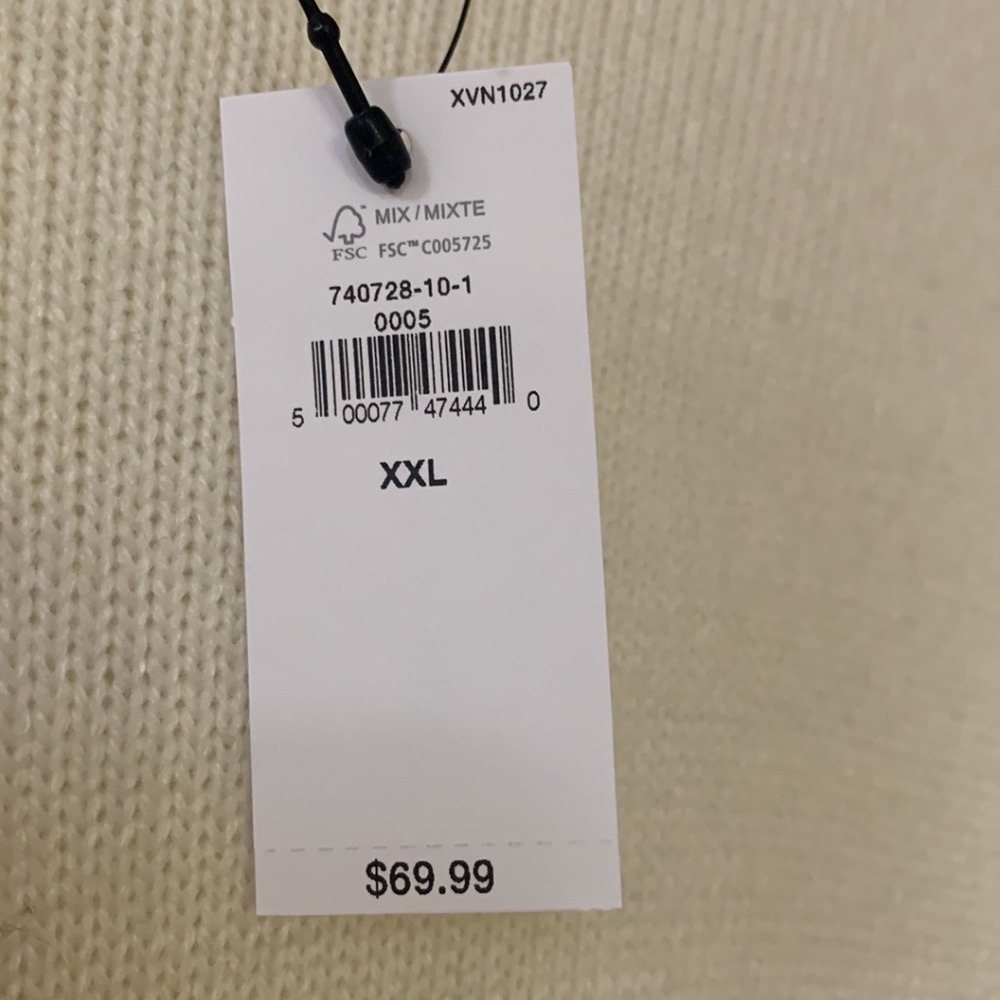 XVN1027
MIX / MIXTE
FSC FSC™ C005725
740728-10-1
0005
5 00077 47444 0
XXL
$69.99